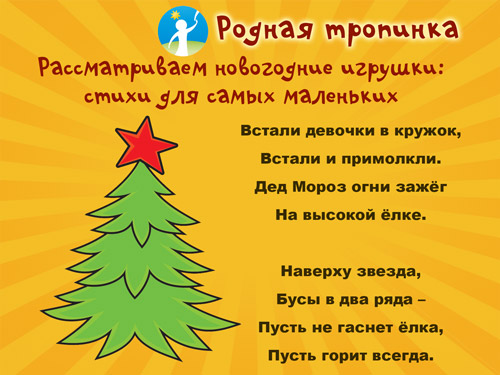 Родная тропинка
Рассматриваем новогодние игрушки:
стихи для самых маленьких
Встали девочки в кружок,
Встали и примолкли.
Дед Мороз огни зажёг
На высокой ёлке.
Наверху звезда,
Бусы в два ряда –
Пусть не гаснет ёлка,
Пусть горит всегда.